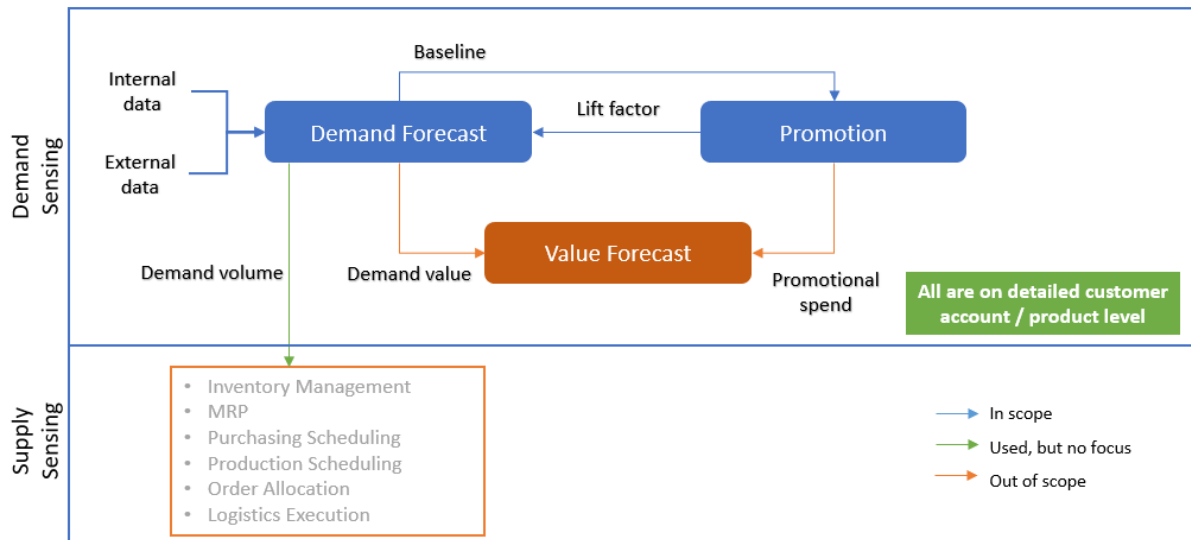 Demand
Sensing
Baseline
Internal
data
External
data
Demand Forecast
Lift factor
Promotion
Value Forecast
Demand volume
Demand value
Promotional
spend
All are on detailed customer
account / product level
Supply
Sensing
• Inventory Management
• MRP
• Purchasing Scheduling
• Production Scheduling
• Order Allocation
• Logistics Execution
In scope
Used, but no focus
Out of scope